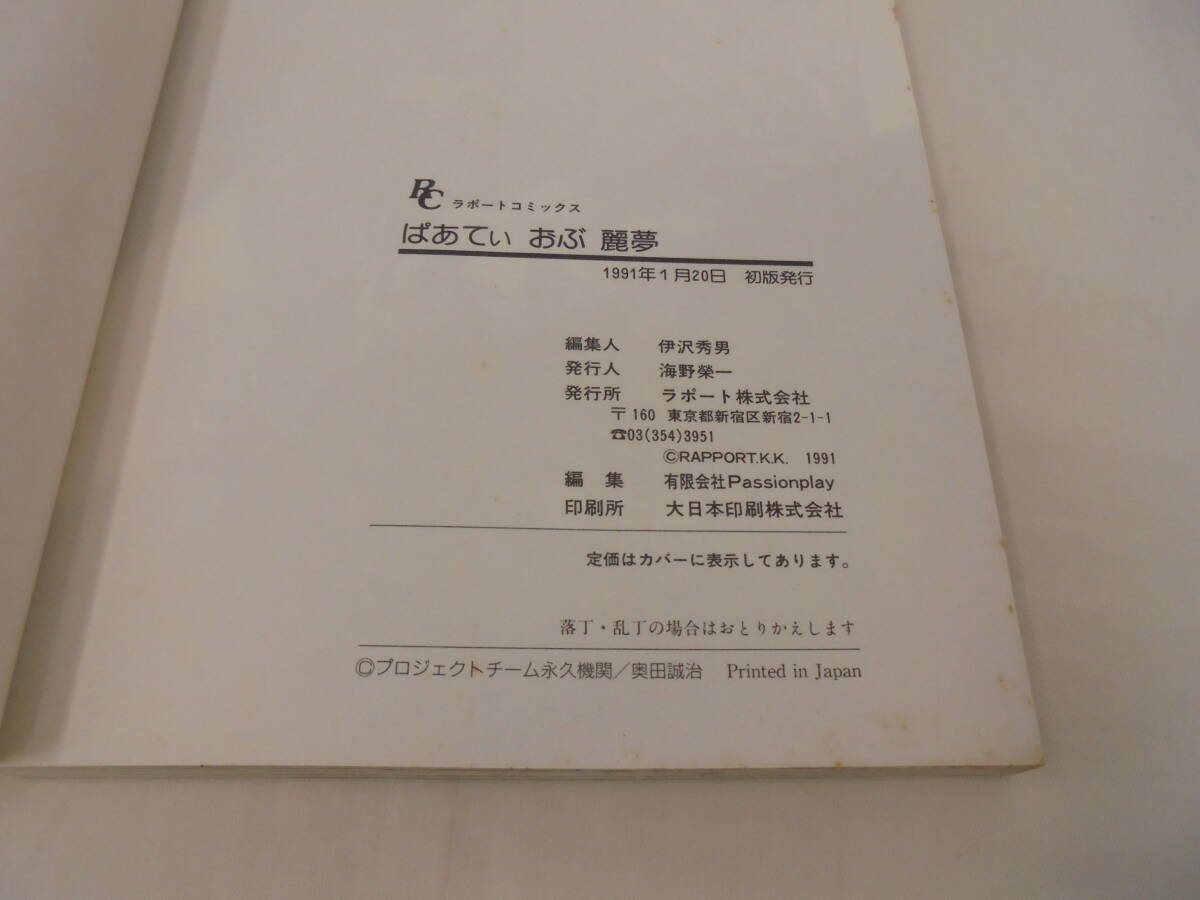 RC ラポートコミックス
ぱあてぃ おぶ 麗夢
1991年1月20日 初版発行
編集人 伊沢秀男
発行人 海野榮一
発行所 ラポート株式会社
〒160 東京都新宿区新宿2-1-1
☎03(354)3951
©RAPPORT.K.K. 1991
編 集 有限会社Passionplay
印刷所 大日本印刷株式会社
定価はカバーに表示してあります。
落丁・乱丁の場合はおとりかえします
©プロジェクトチーム永久機関/奥田誠治 Printed in Japan